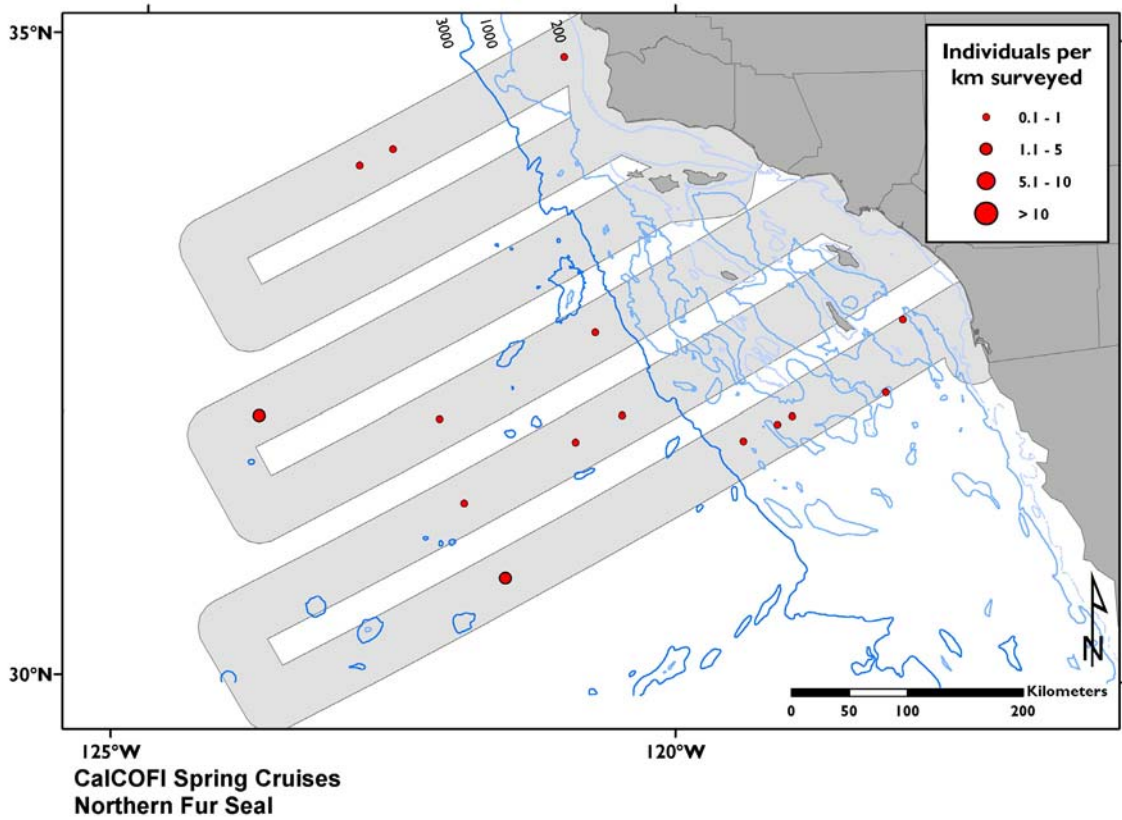 35°N
3000
1000
200
Individuals per
km surveyed
0.1 - 1
1.1 - 5
5.1 - 10
> 10
N
30°N
Kilometers
0 50 100 200
125°W 120°W
CalCOFI Spring Cruises
Northern Fur Seal